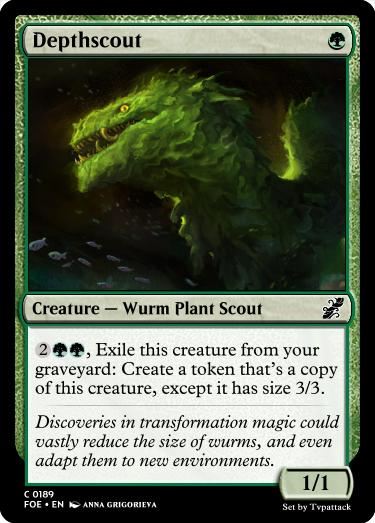 Depthscout
Creature — Wurm Plant Scout
2, Exile this creature from your
graveyard: Create a token that's a copy
of this creature, except it has size 3/3.
Discoveries in transformation magic could
vastly reduce the size of wurms, and even
adapt them to new environments.
1/1
C 0189
FOE • EN ANNA GRIGORIEVA
Set by Tvpattack